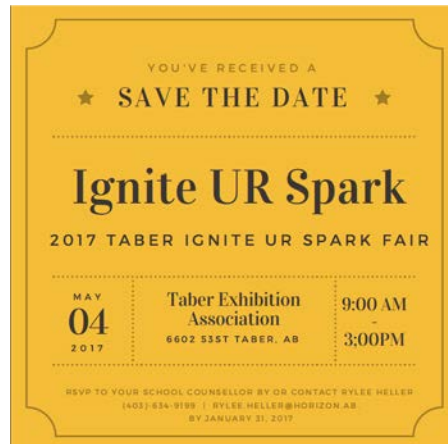 YOU'VE RECEIVED A
SAVE THE DATE
Ignite UR Spark
2017 TABER IGNITE UR SPARK FAIR
MAY
04
2017
Taber Exhibition
Association
6602 53ST TABER, AB
9:00 AM
-
3;00PM
RSVP TO YOUR SCHOOL COUNSELLOR BY OR CONTACT RYLEE HELLER
(403)-634-9199 | RYLEE.HELLER@HORIZON.AB
BY JANUARY 31, 2017